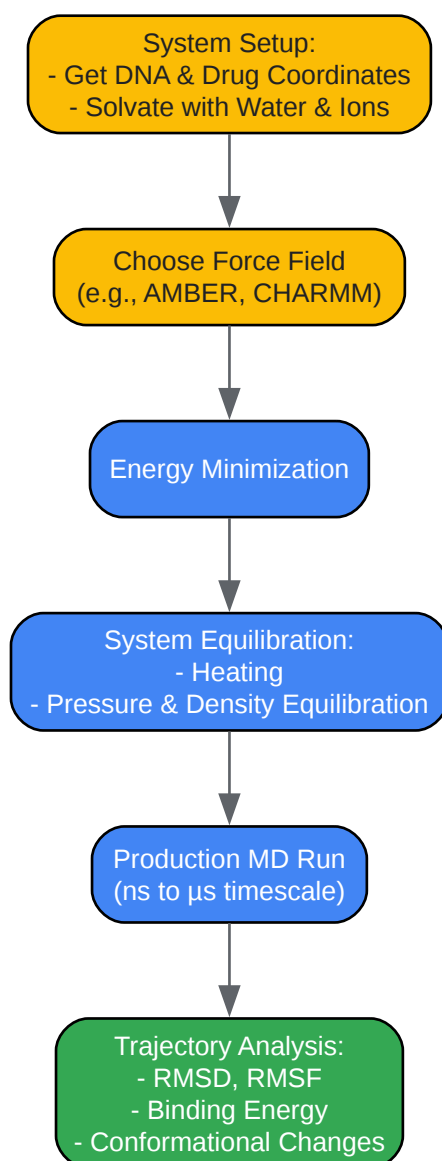 System Setup:
- Get DNA & Drug Coordinates
- Solvate with Water & Ions
Choose Force Field
(e.g., AMBER, CHARMM)
Energy Minimization
System Equilibration:
- Heating
- Pressure & Density Equilibration
Production MD Run
(ns to µs timescale)
Trajectory Analysis:
- RMSD, RMSF
- Binding Energy
- Conformational Changes